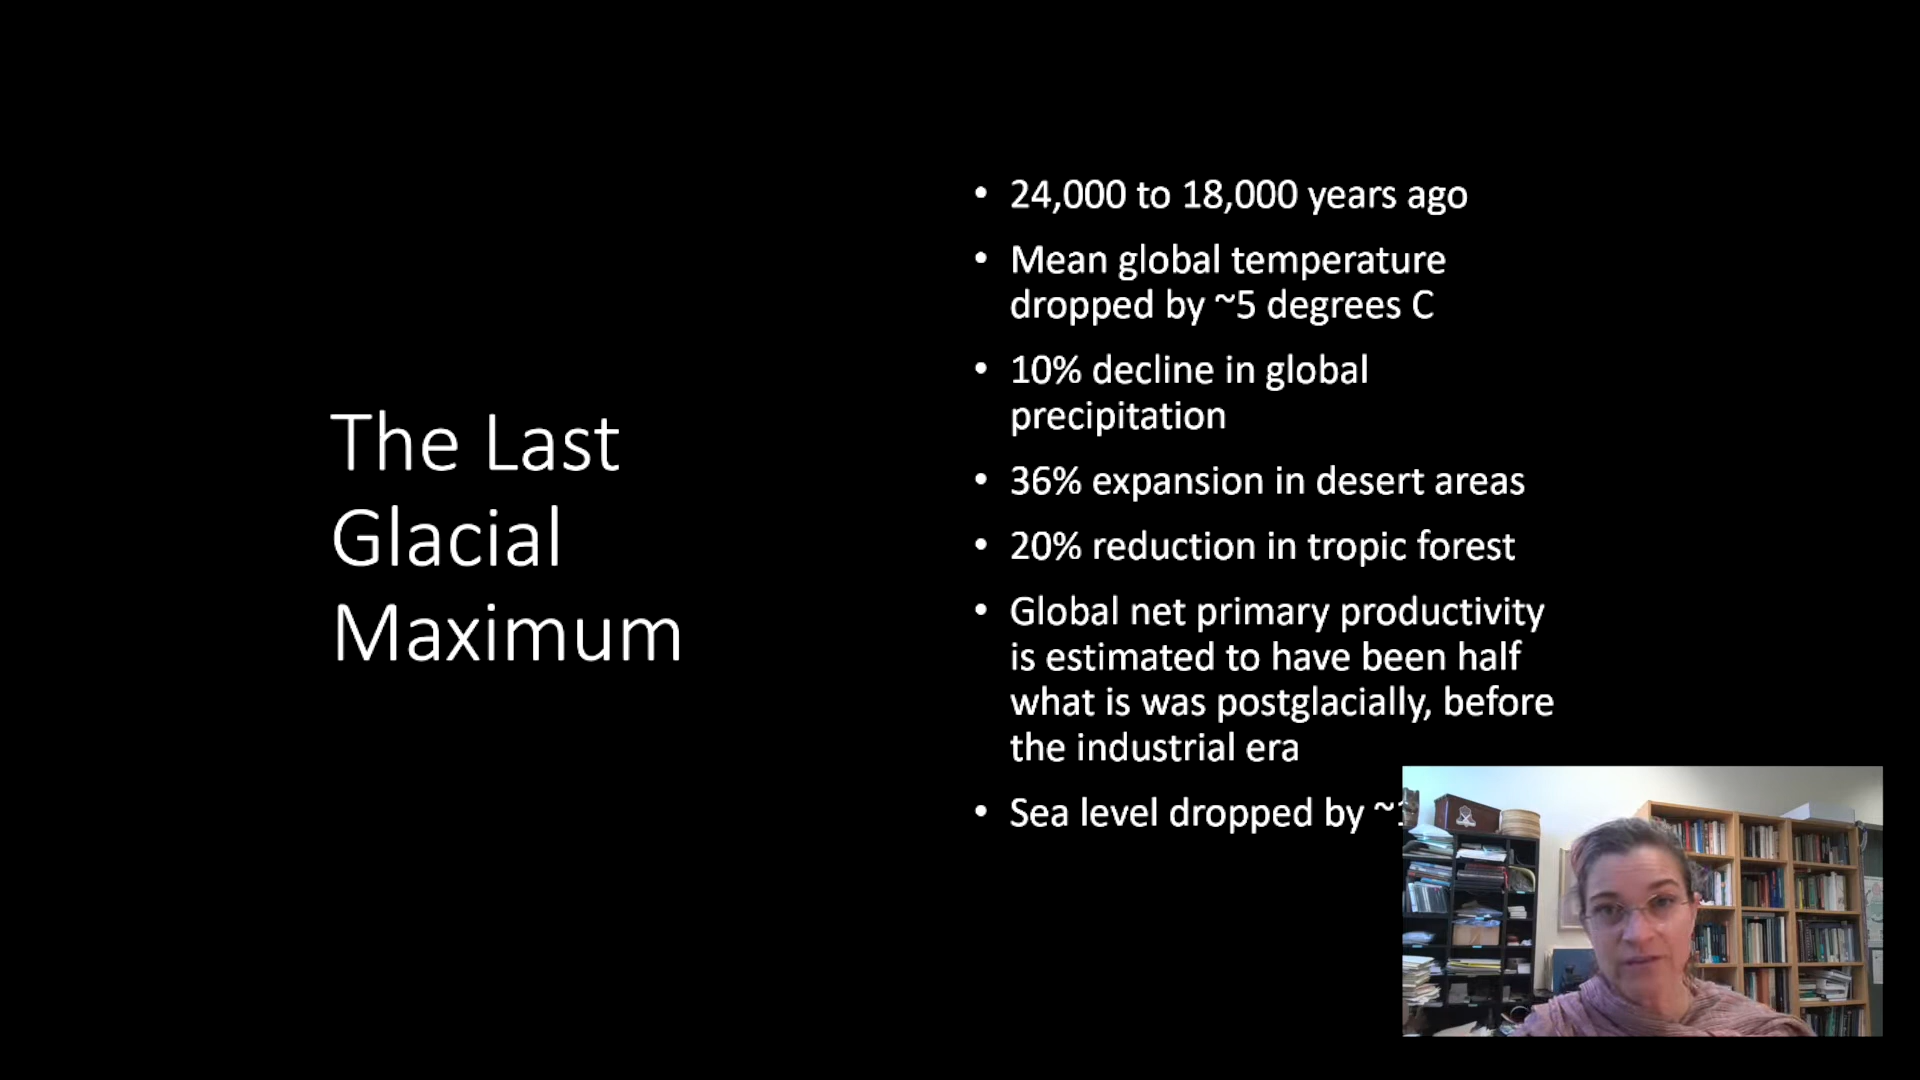 The Last
Glacial
Maximum
• 24,000 to 18,000 years ago
• Mean global temperature
dropped by ~5 degrees C
• 10% decline in global
precipitation
• 36% expansion in desert areas
• 20% reduction in tropic forest
• Global net primary productivity
is estimated to have been half
what is was postglacially, before
the industrial era
• Sea level dropped by